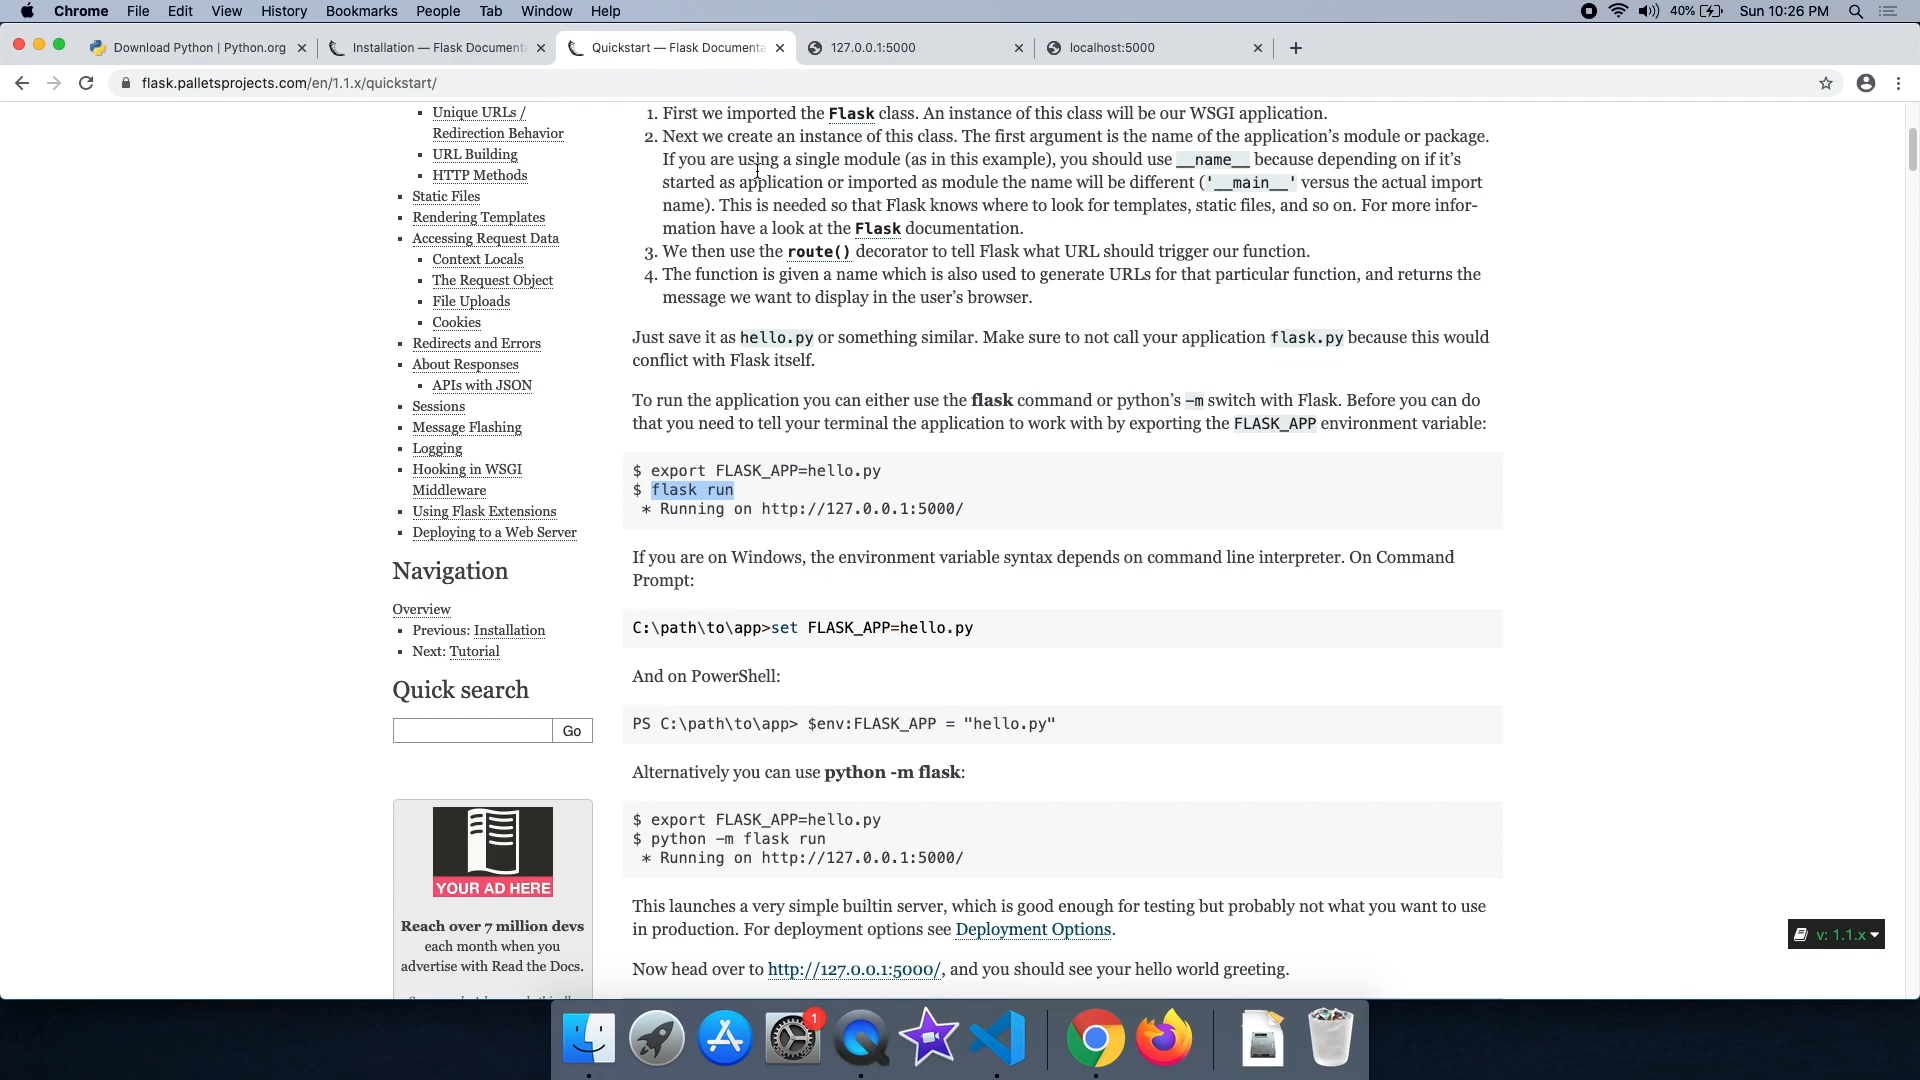 Chrome File Edit View History Bookmarks People Tab Window Help 40% Sun 10:26 PM
Download Python | Python.org Installation — Flask Documenta Quickstart — Flask Documenta 127.0.0.1:5000 localhost:5000
flask.palletsprojects.com/en/1.1.x/quickstart/
Unique URLs /
Redirection Behavior
URL Building
HTTP Methods
Static Files
Rendering Templates
Accessing Request Data
Context Locals
The Request Object
File Uploads
Cookies
Redirects and Errors
About Responses
APIs with JSON
Sessions
Message Flashing
Logging
Hooking in WSGI
Middleware
Using Flask Extensions
Deploying to a Web Server
Navigation
Overview
Previous: Installation
Next: Tutorial
Quick search
Go
YOUR AD HERE
Reach over 7 million devs
each month when you
advertise with Read the Docs.
1. First we imported the Flask class. An instance of this class will be our WSGI application.
2. Next we create an instance of this class. The first argument is the name of the application’s module or package.
If you are using a single module (as in this example), you should use __name__ because depending on if it’s
started as application or imported as module the name will be different ('__main__' versus the actual import
name). This is needed so that Flask knows where to look for templates, static files, and so on. For more infor-
mation have a look at the Flask documentation.
3. We then use the route() decorator to tell Flask what URL should trigger our function.
4. The function is given a name which is also used to generate URLs for that particular function, and returns the
message we want to display in the user’s browser.
Just save it as hello.py or something similar. Make sure to not call your application flask.py because this would
conflict with Flask itself.
To run the application you can either use the flask command or python’s -m switch with Flask. Before you can do
that you need to tell your terminal the application to work with by exporting the FLASK_APP environment variable:
$ export FLASK_APP=hello.py
$ flask run
* Running on http://127.0.0.1:5000/
If you are on Windows, the environment variable syntax depends on command line interpreter. On Command
Prompt:
C:\path\to\app>set FLASK_APP=hello.py
And on PowerShell:
PS C:\path\to\app> $env:FLASK_APP = "hello.py"
Alternatively you can use python -m flask:
$ export FLASK_APP=hello.py
$ python -m flask run
* Running on http://127.0.0.1:5000/
This launches a very simple builtin server, which is good enough for testing but probably not what you want to use
in production. For deployment options see Deployment Options.
Now head over to http://127.0.0.1:5000/, and you should see your hello world greeting.
v: 1.1.x
1